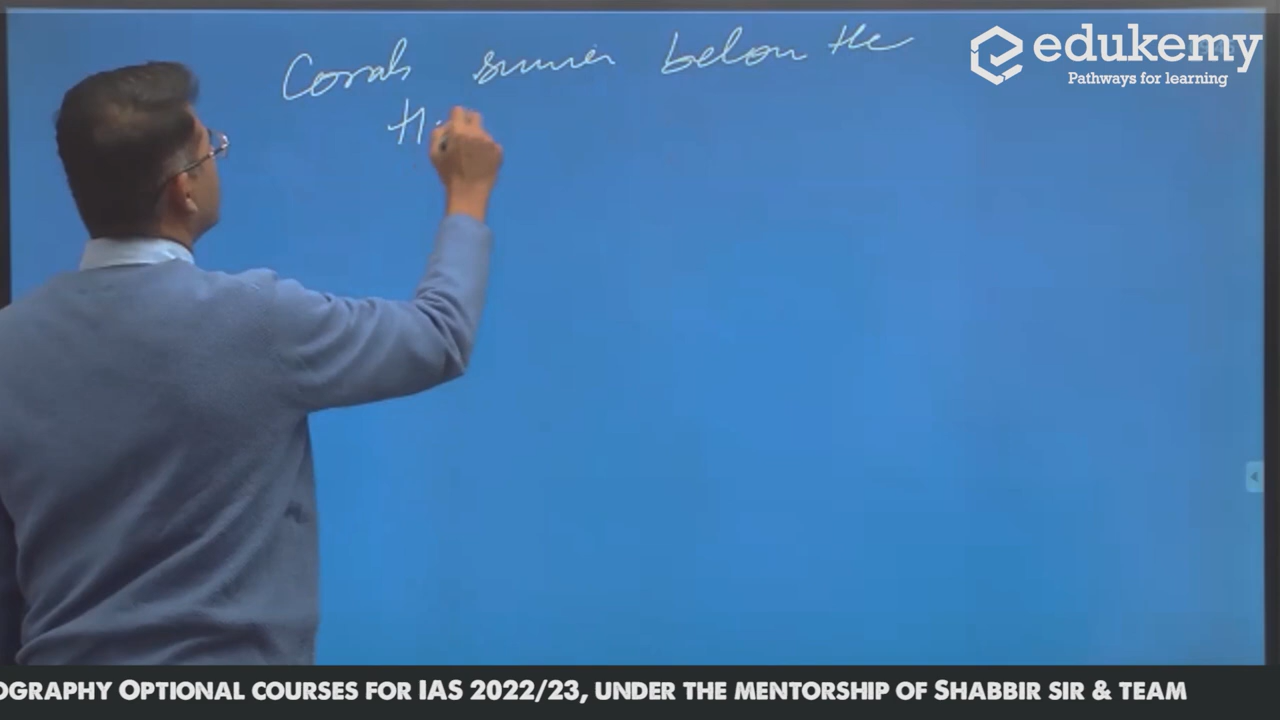 Corals survive below the
edukemy
Pathways for learning
OGRAPHY OPTIONAL COURSES FOR IAS 2022/23, UNDER THE MENTORSHIP OF SHABBIR SIR & TEAM